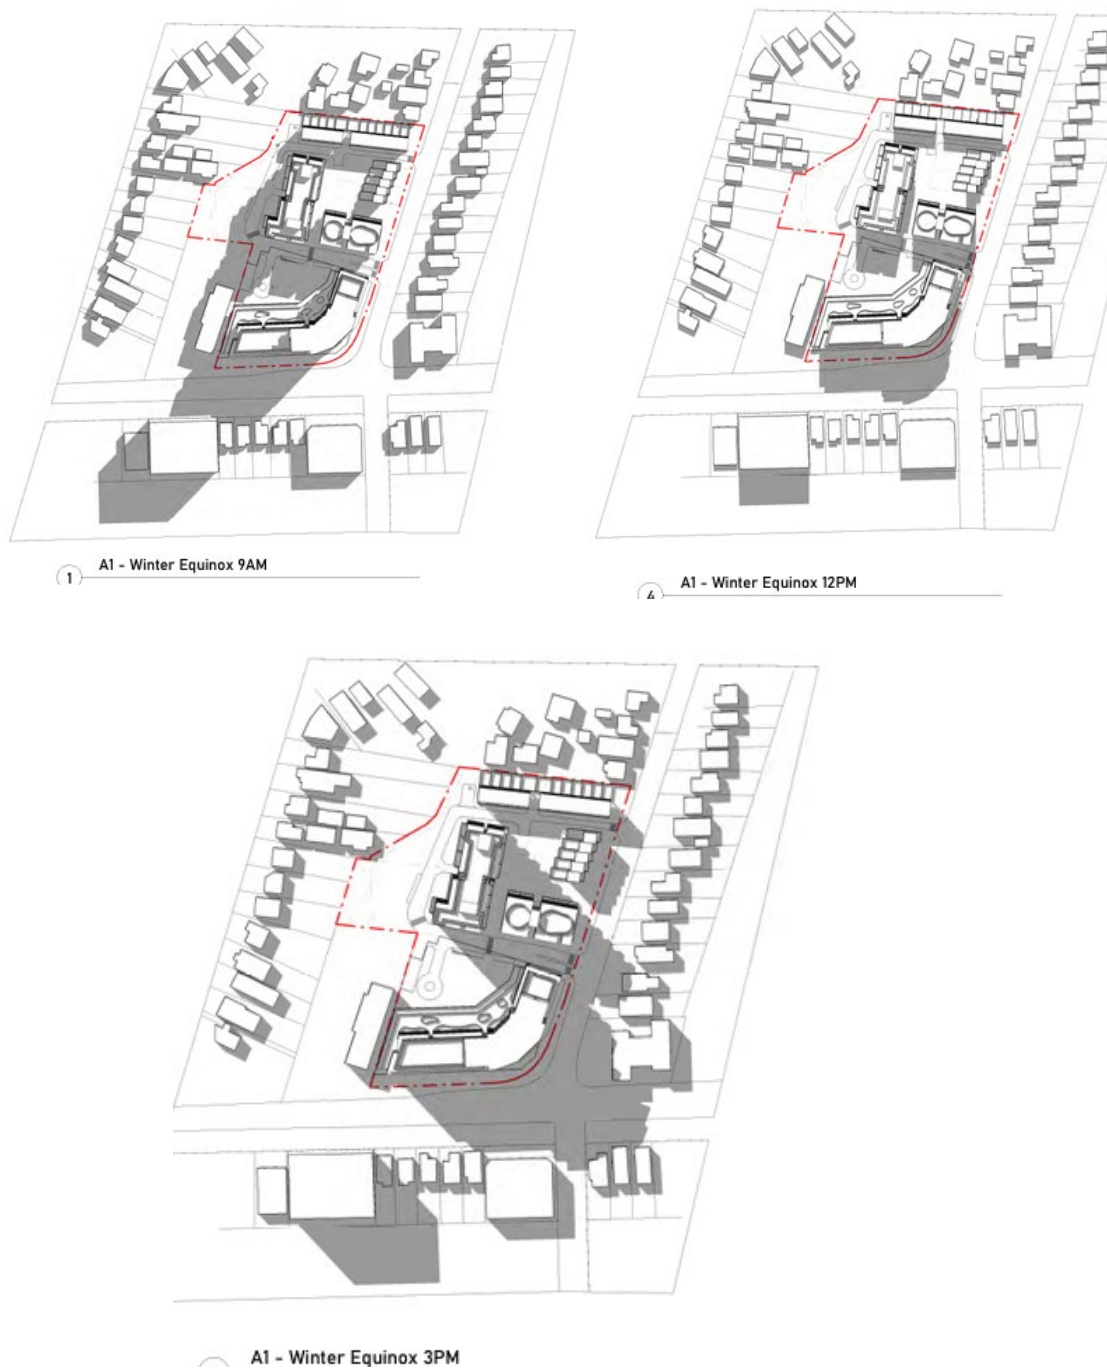 A1 - Winter Equinox 9AM
1
A1 - Winter Equinox 12PM
4
A1 - Winter Equinox 3PM